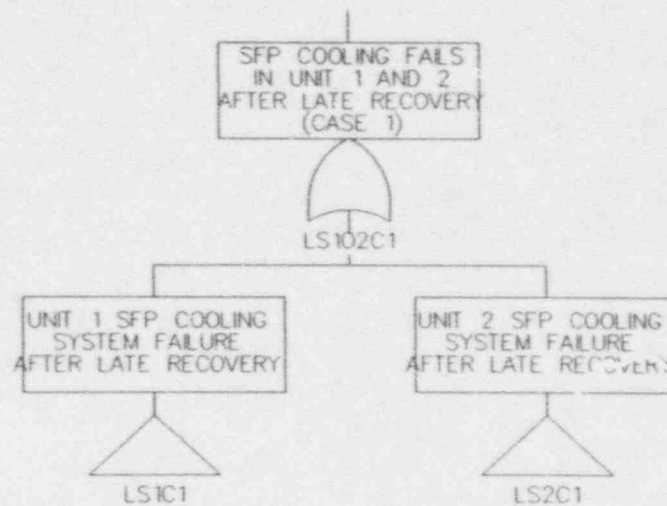 SFP COOLING FAILS
IN UNIT 1 AND 2
AFTER LATE RECOVERY
(CASE 1)
LS1O2C1
UNIT 1 SFP COOLING
SYSTEM FAILURE
AFTER LATE RECOVERY
UNIT 2 SFP COOLING
SYSTEM FAILURE
AFTER LATE
LS1C1
LS2C1